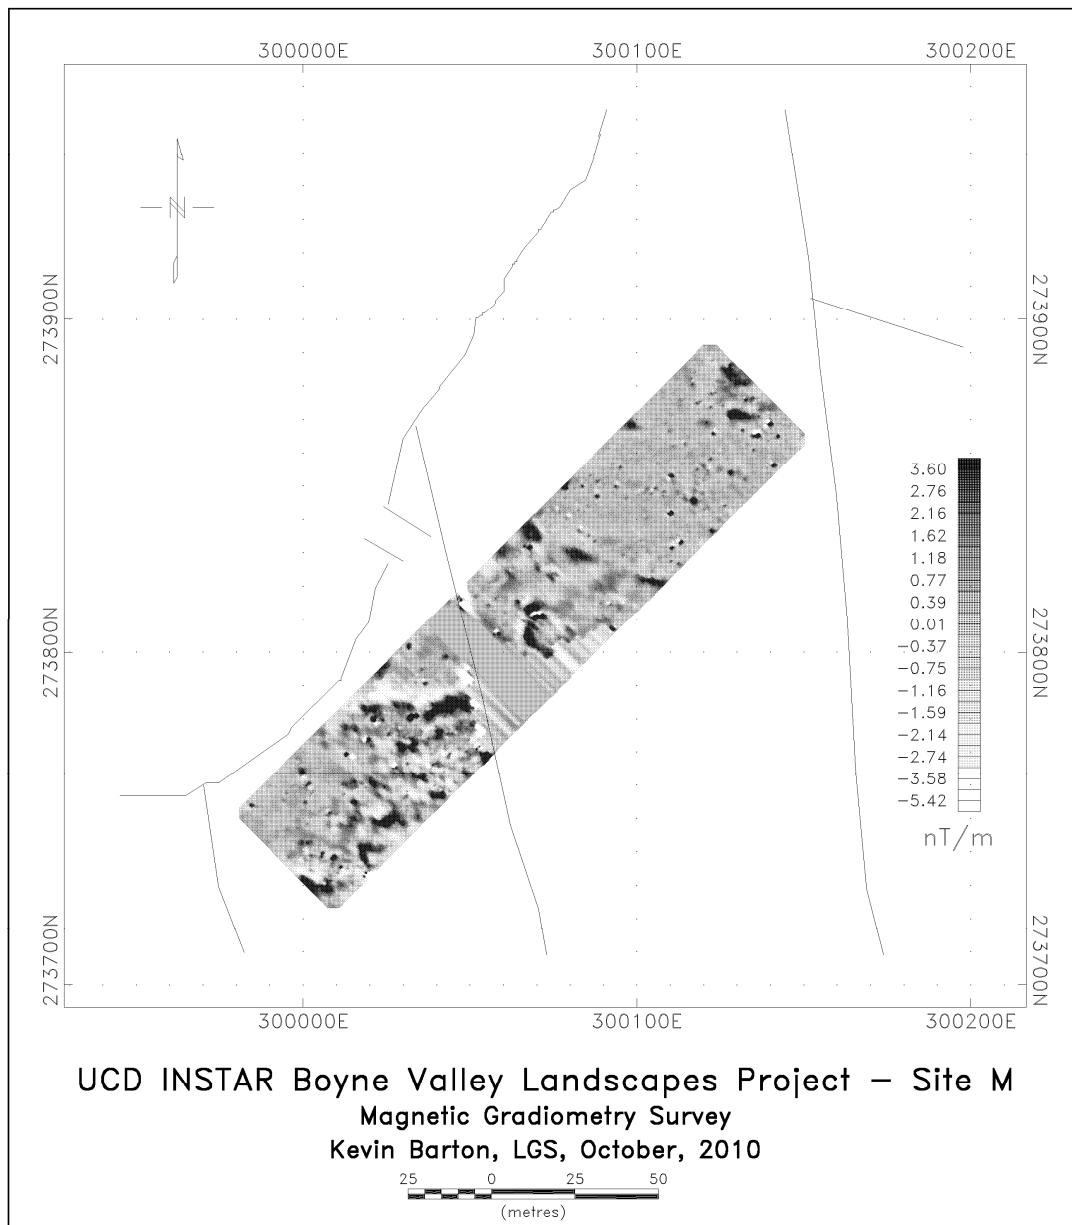 300000E 300100E 300200E
N
273900N 273900N
3.60
2.76
2.16
1.62
1.18
0.77
0.39
0.01
-0.37
-0.75
-1.16
-1.59
-2.14
-2.74
-3.58
-5.42
nT/m
273800N 273800N
273700N 273700N
300000E 300100E 300200E
UCD INSTAR Boyne Valley Landscapes Project – Site M
Magnetic Gradiometry Survey
Kevin Barton, LGS, October, 2010
25 0 25 50
(metres)